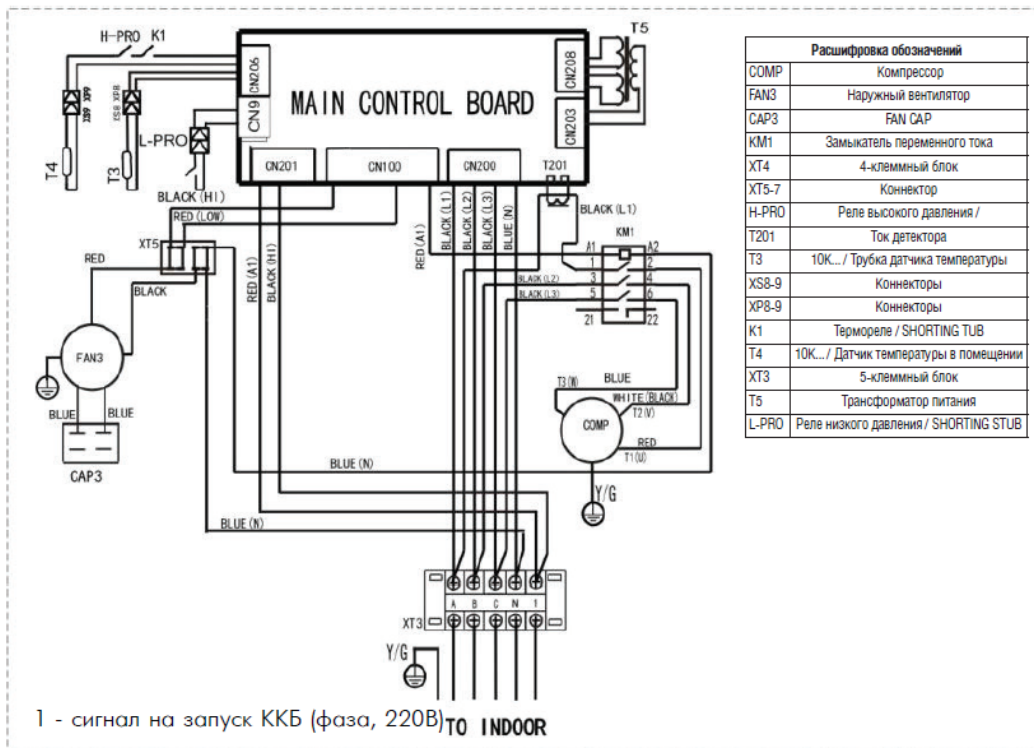 H-PRO K1
T5
CN206
CN208
XS9 XP9
XS8 XP8
CN9
MAIN CONTROL BOARD
CN203
L-PRO
T4
T3
CN201
CN100
CN200
T201
BLACK(HI)
RED(LOW)
BLACK(L1)
KM1
XT5
RED
BLACK
RED(A1)
BLACK(HI)
RED(A1)
BLACK(L1)
BLACK(L2)
BLACK(L3)
BLUE(N)
A1 A2
1 2
BLACK(L2) 3 4
BLACK(L3) 5 6
21 22
FAN3
BLUE BLUE
CAP3
T3(W) BLUE
WHITE(BLACK)
T2(V)
COMP
RED
T1(U)
BLUE(N)
Y/G
BLUE(N)
A B C N 1
XT3
Y/G
1 - сигнал на запуск ККБ (фаза, 220В)
TO INDOOR
Расшифровка обозначений
COMP Компрессор
FAN3 Наружный вентилятор
CAP3 FAN CAP
KM1 Замыкатель переменного тока
XT4 4-клеммный блок
XT5-7 Коннектор
H-PRO Реле высокого давления /
T201 Ток детектора
T3 10K... / Трубка датчика температуры
XS8-9 Коннекторы
XP8-9 Коннекторы
K1 Термореле / SHORTING TUB
T4 10K... / Датчик температуры в помещении
XT3 5-клеммный блок
T5 Трансформатор питания
L-PRO Реле низкого давления / SHORTING STUB